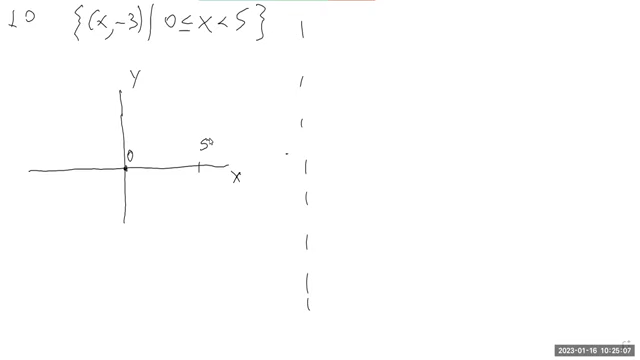 10 {(x,-3) | 0 ≤ x < 5}
y
5°
0
x
2023-01-16 10:25:07